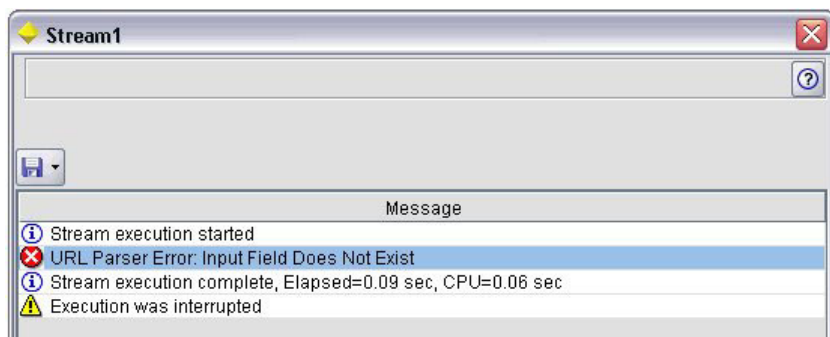 Stream1
Message
Stream execution started
URL Parser Error: Input Field Does Not Exist
Stream execution complete, Elapsed=0.09 sec, CPU=0.06 sec
Execution was interrupted